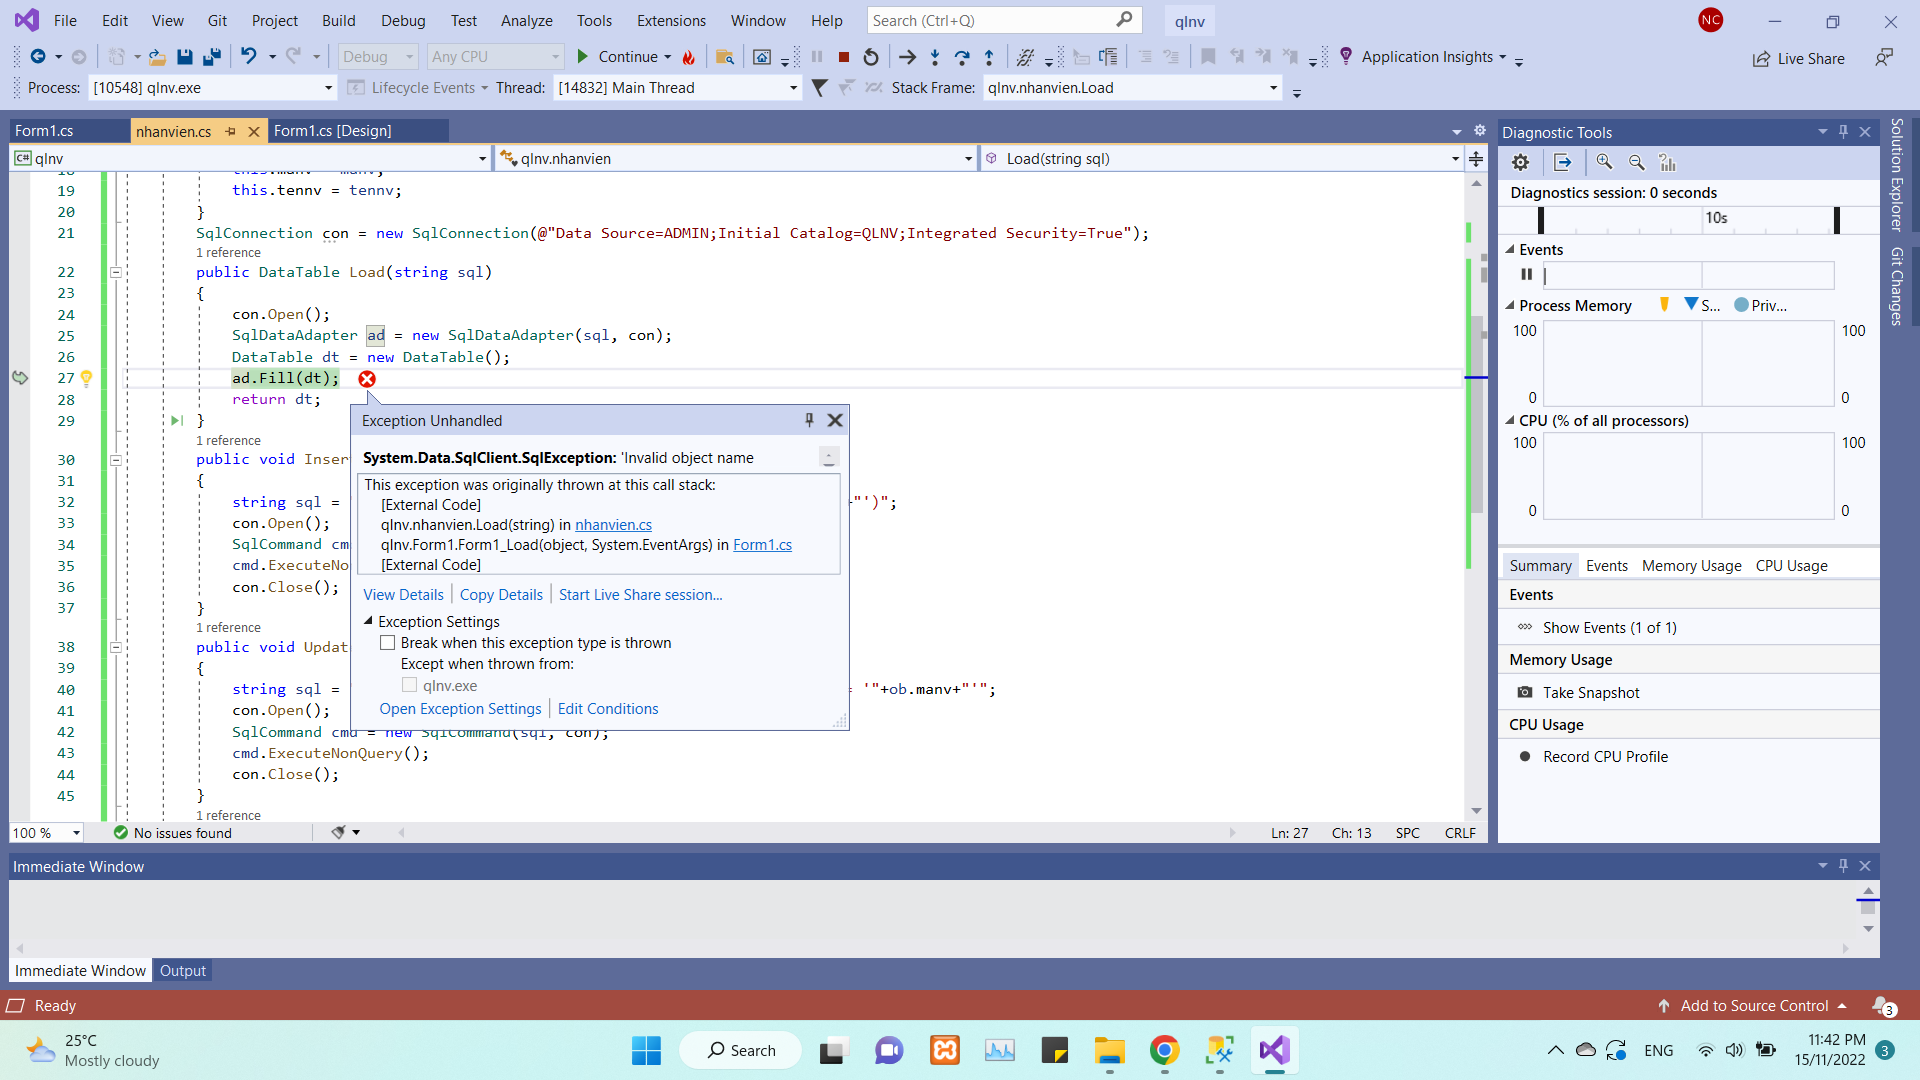 File Edit View Git Project Build Debug Test Analyze Tools Extensions Window Help Search (Ctrl+Q) qlnv NC
Debug Any CPU Continue Application Insights Live Share
Process: [10548] qlnv.exe Lifecycle Events Thread: [14832] Main Thread Stack Frame: qlnv.nhanvien.Load
Form1.cs nhanvien.cs Form1.cs [Design]
C# qlnv qlnv.nhanvien Load(string sql)
19 this.tennv = tennv;
20 }
21 SqlConnection con = new SqlConnection(@"Data Source=ADMIN;Initial Catalog=QLNV;Integrated Security=True");
1 reference
22 public DataTable Load(string sql)
23 {
24 con.Open();
25 SqlDataAdapter ad = new SqlDataAdapter(sql, con);
26 DataTable dt = new DataTable();
27 ad.Fill(dt);
28 return dt;
29 }
1 reference
30 public void Inser
31 {
32 string sql = +"')";
33 con.Open();
34 SqlCommand cm
35 cmd.ExecuteNo
36 con.Close();
37 }
1 reference
38 public void Updat
39 {
40 string sql = = '"+ob.manv+"'";
41 con.Open();
42 SqlCommand cmd = new SqlCommand(sql, con);
43 cmd.ExecuteNonQuery();
44 con.Close();
45 }
1 reference
Exception Unhandled
System.Data.SqlClient.SqlException: 'Invalid object name
This exception was originally thrown at this call stack:
[External Code]
qlnv.nhanvien.Load(string) in nhanvien.cs
qlnv.Form1.Form1_Load(object, System.EventArgs) in Form1.cs
[External Code]
View Details Copy Details Start Live Share session...
Exception Settings
Break when this exception type is thrown
Except when thrown from:
qlnv.exe
Open Exception Settings Edit Conditions
100 % No issues found Ln: 27 Ch: 13 SPC CRLF
Diagnostic Tools
Diagnostics session: 0 seconds
10s
Events
Process Memory S... Priv...
100 100
0 0
CPU (% of all processors)
100 100
0 0
Summary Events Memory Usage CPU Usage
Events
Show Events (1 of 1)
Memory Usage
Take Snapshot
CPU Usage
Record CPU Profile
Solution Explorer
Git Changes
Immediate Window
Immediate Window Output
Ready Add to Source Control 3
25°C
Mostly cloudy
Search
ENG
11:42 PM
15/11/2022
3